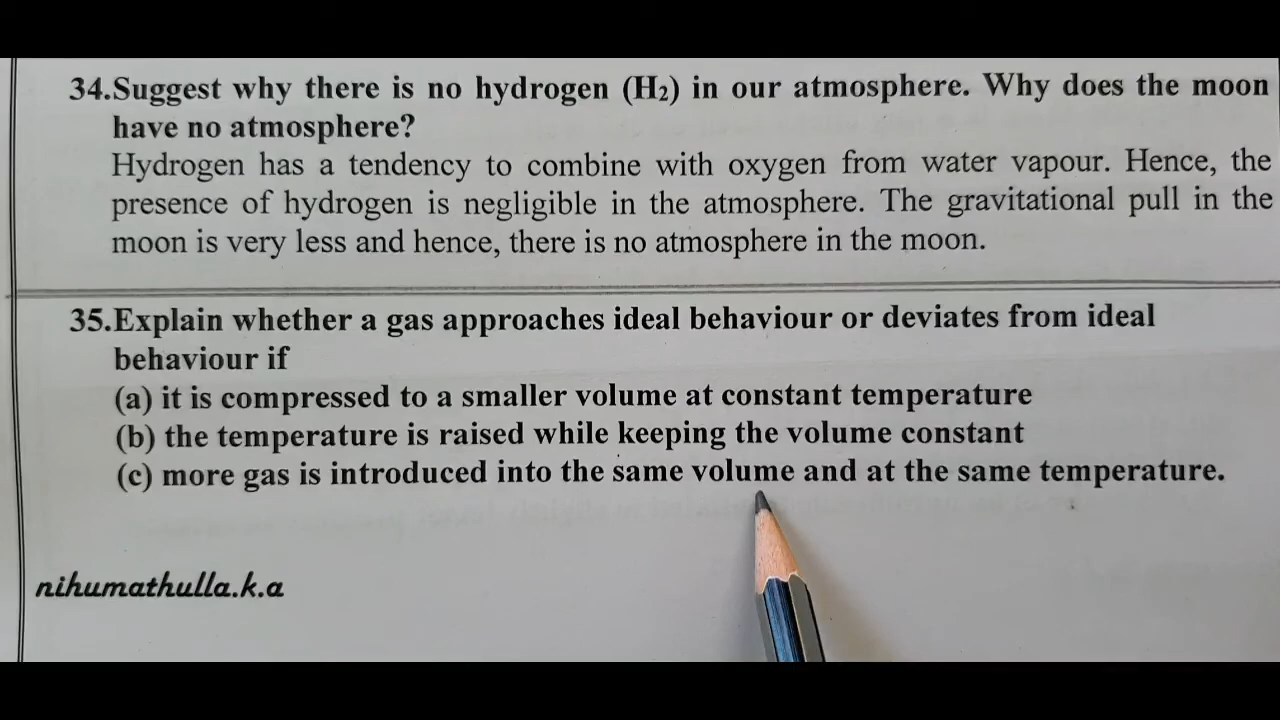 34.Suggest why there is no hydrogen (H₂) in our atmosphere. Why does the moon
have no atmosphere?
Hydrogen has a tendency to combine with oxygen from water vapour. Hence, the
presence of hydrogen is negligible in the atmosphere. The gravitational pull in the
moon is very less and hence, there is no atmosphere in the moon.
35.Explain whether a gas approaches ideal behaviour or deviates from ideal
behaviour if
(a) it is compressed to a smaller volume at constant temperature
(b) the temperature is raised while keeping the volume constant
(c) more gas is introduced into the same volume and at the same temperature.
nihumathulla.k.a